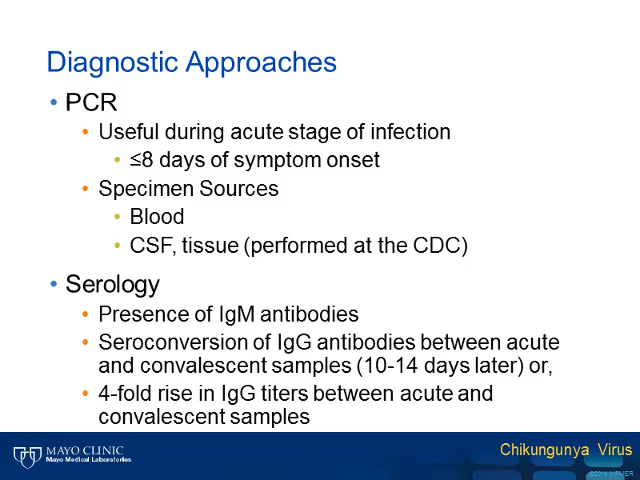 Diagnostic Approaches
• PCR
• Useful during acute stage of infection
• ≤8 days of symptom onset
• Specimen Sources
• Blood
• CSF, tissue (performed at the CDC)
• Serology
• Presence of IgM antibodies
• Seroconversion of IgG antibodies between acute
and convalescent samples (10-14 days later) or,
• 4-fold rise in IgG titers between acute and
convalescent samples
MAYO CLINIC
Mayo Medical Laboratories
Chikungunya Virus